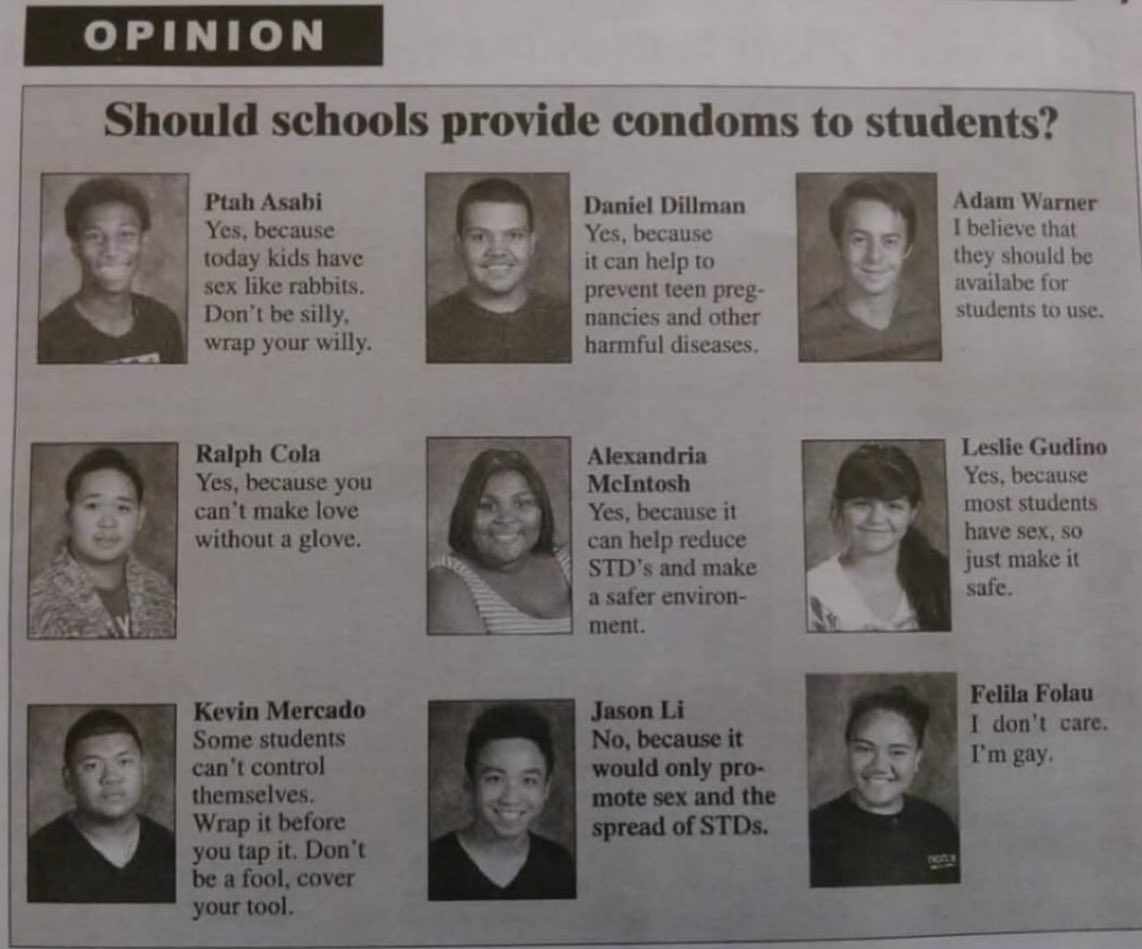 OPINION
Should schools provide condoms to students?
Ptah Asabi
Yes, because
today kids have
sex like rabbits.
Don't be silly,
wrap your willy.
Daniel Dillman
Yes, because
it can help to
prevent teen preg-
nancies and other
harmful diseases.
Adam Warner
I believe that
they should be
availabe for
students to use.
Ralph Cola
Yes, because you
can't make love
without a glove.
Alexandria
McIntosh
Yes, because it
can help reduce
STD's and make
a safer environ-
ment.
Leslie Gudino
Yes, because
most students
have sex, so
just make it
safe.
Kevin Mercado
Some students
can't control
themselves.
Wrap it before
you tap it. Don't
be a fool, cover
your tool.
Jason Li
No, because it
would only pro-
mote sex and the
spread of STDs.
Felila Folau
I don't care.
I'm gay.